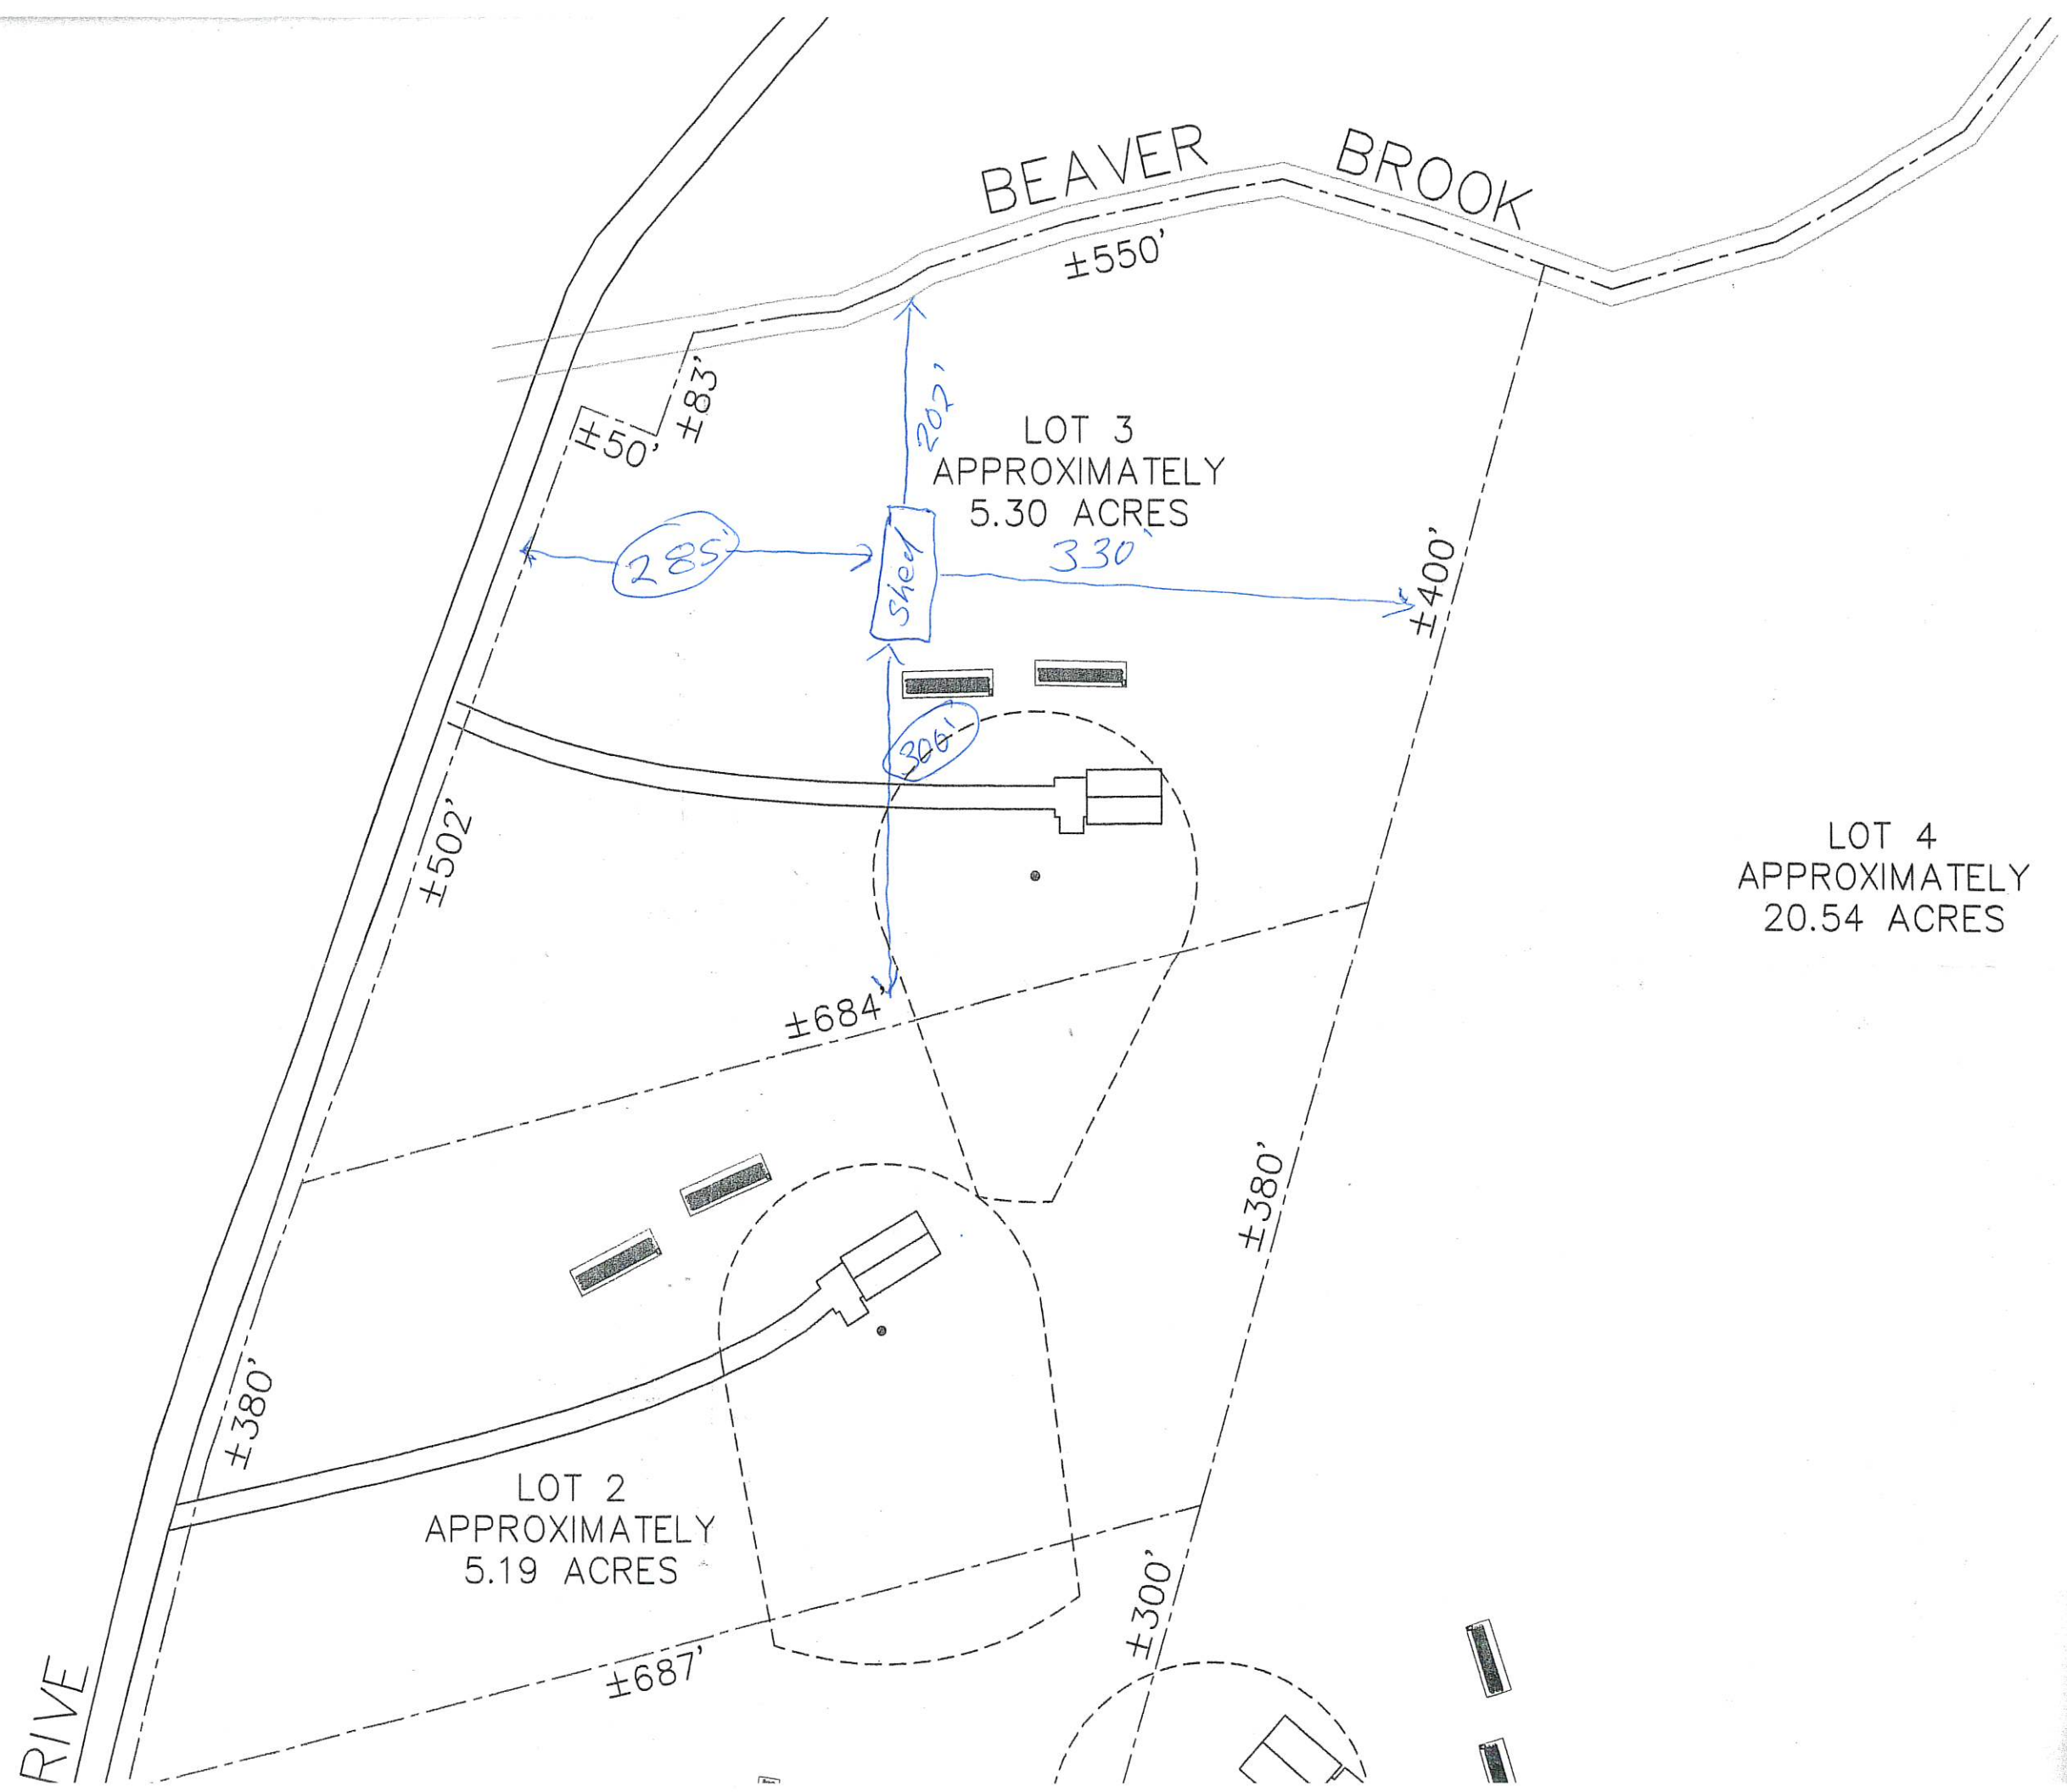 BEAVER BROOK
±550'
±83'
±50'
207'
LOT 3
APPROXIMATELY
5.30 ACRES
330'
285'
Shed
±400'
306'
±502'
LOT 4
APPROXIMATELY
20.54 ACRES
±684'
±380'
±380'
LOT 2
APPROXIMATELY
5.19 ACRES
±300'
±687'
RIVE